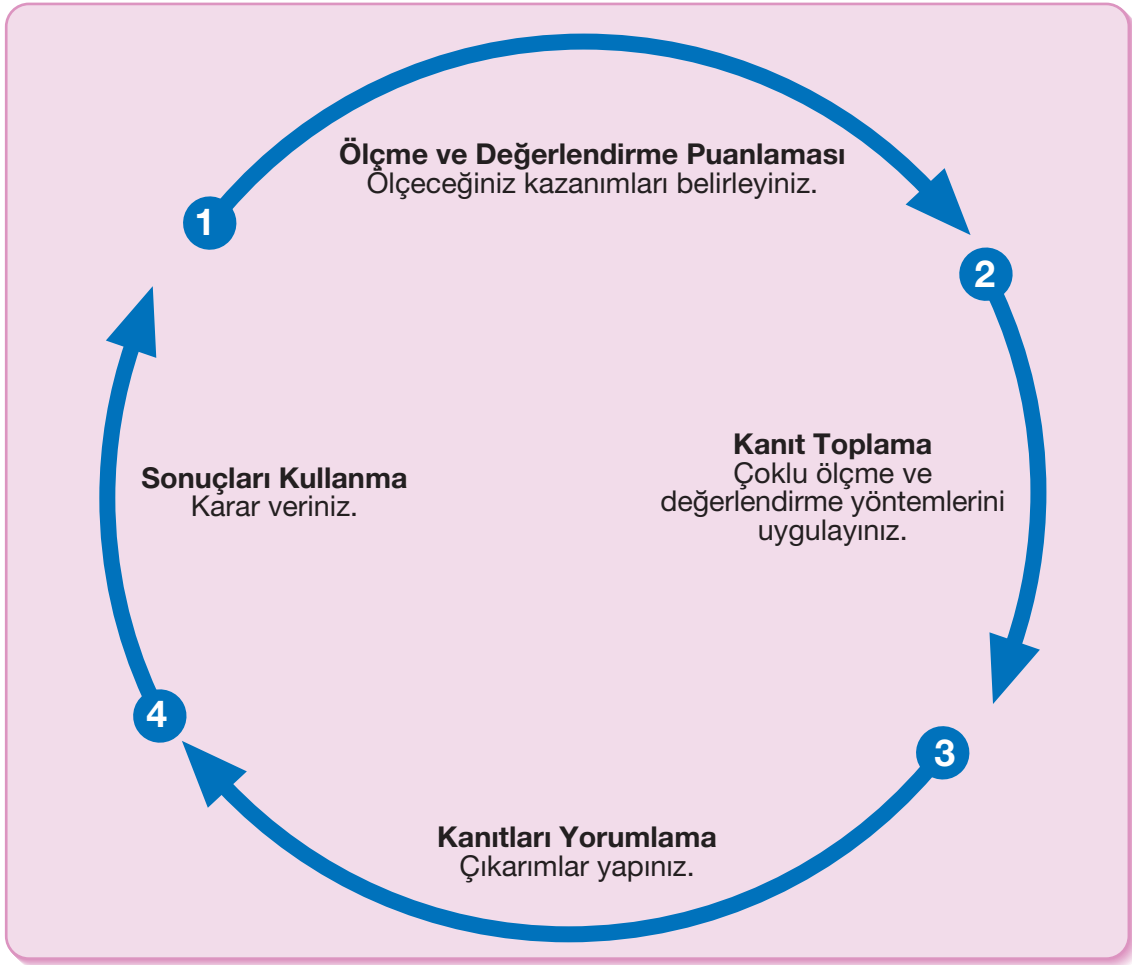 Ölçme ve Değerlendirme Puanlaması
Ölçeceğiniz kazanımları belirleyiniz.
1
2
Kanıt Toplama
Çoklu ölçme ve
değerlendirme yöntemlerini
uygulayınız.
Sonuçları Kullanma
Karar veriniz.
4
3
Kanıtları Yorumlama
Çıkarımlar yapınız.